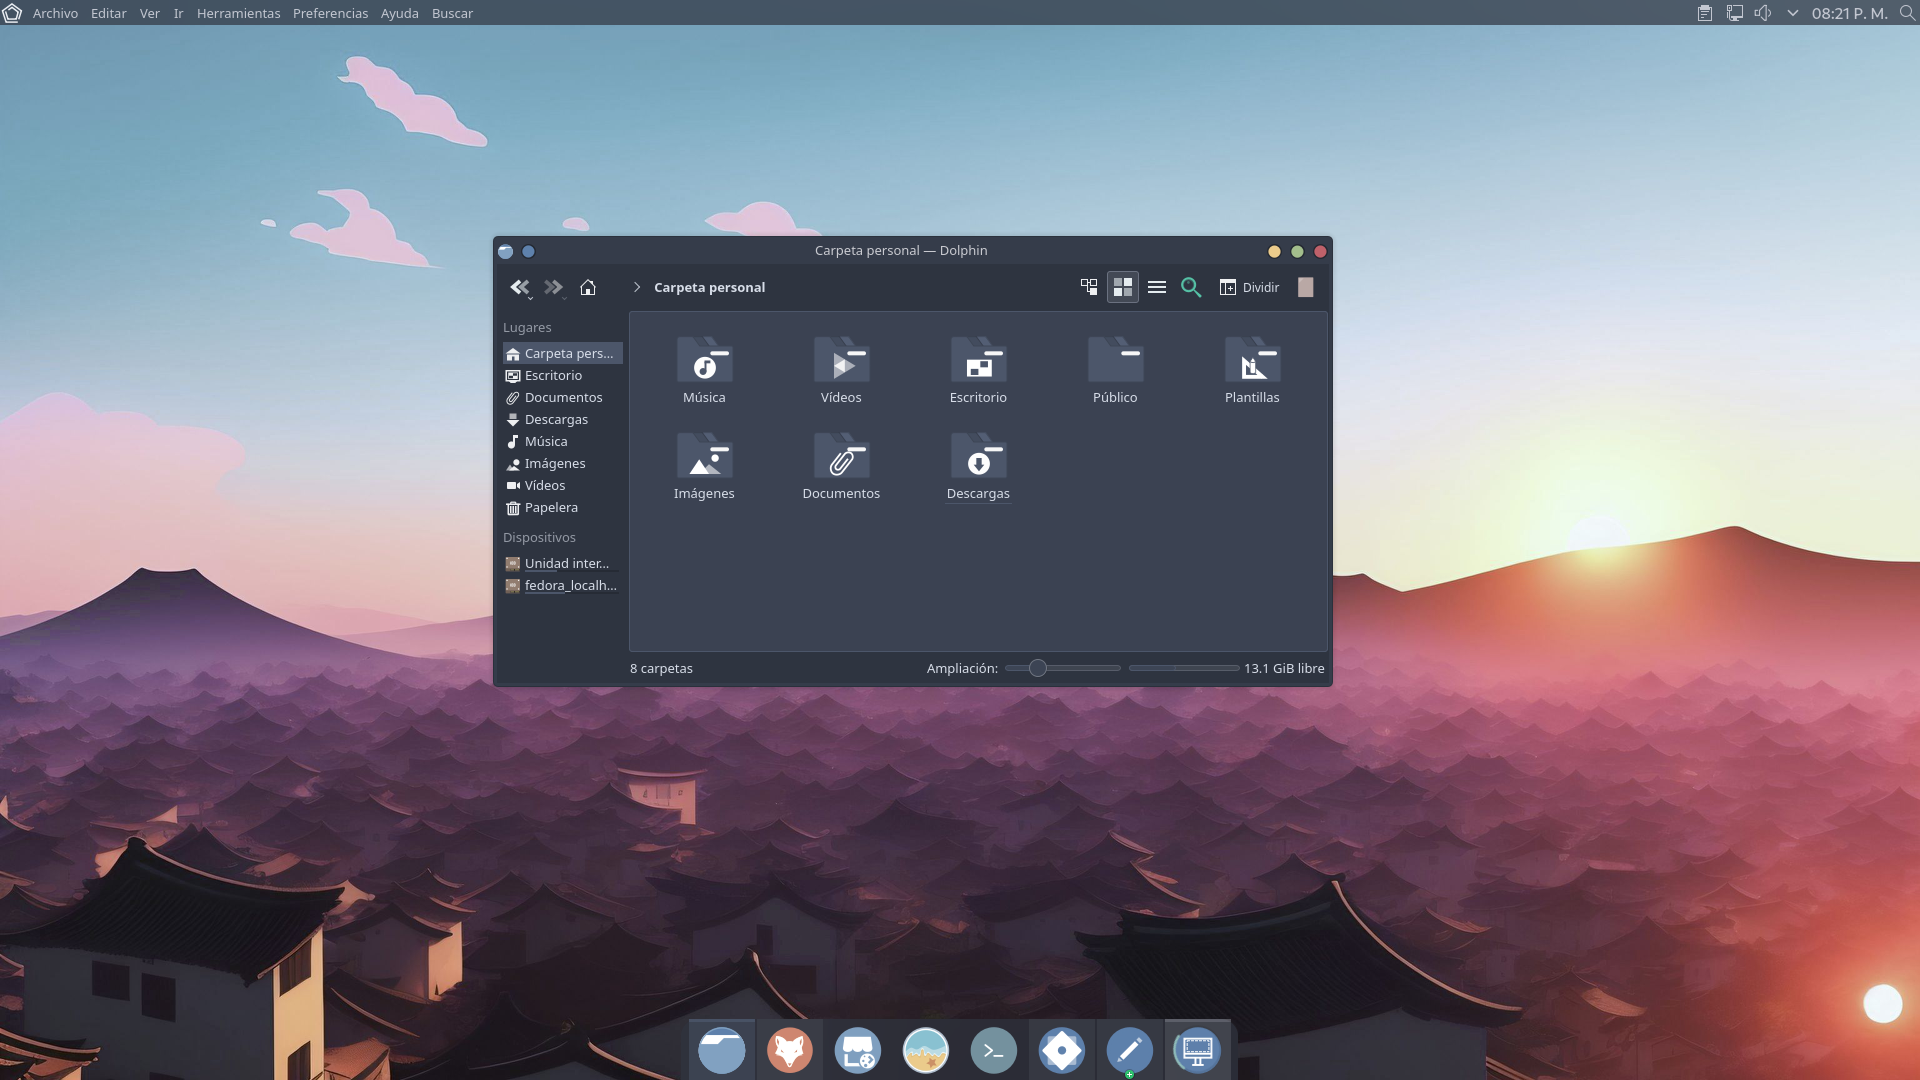 Archivo Editar Ver Ir Herramientas Preferencias Ayuda Buscar 08:21 P. M.
Carpeta personal — Dolphin
Carpeta personal Dividir
Lugares
Carpeta pers...
Escritorio
Documentos
Descargas
Música
Imágenes
Vídeos
Papelera
Dispositivos
Unidad inter...
fedora_localh...
Música Vídeos Escritorio Público Plantillas
Imágenes Documentos Descargas
8 carpetas Ampliación: 13.1 GiB libre